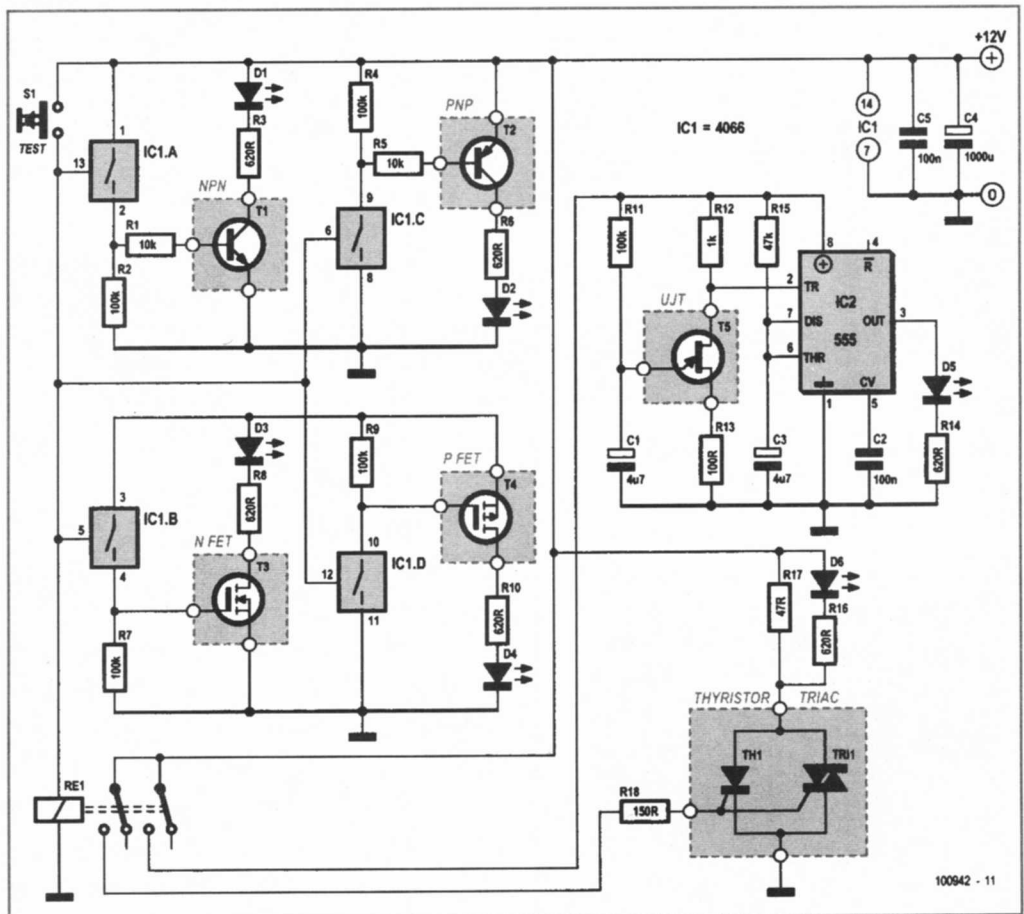 +12V
S1
TEST
13
1
IC1.A
2
D1
R3
620R
NPN
T1
R1
10k
R2
100k
R4
100k
R5
10k
PNP
T2
9
IC1.C
6
8
R6
620R
D2
IC1 = 4066
14
IC1
7
C5
100n
C4
1000u
0
R11
100k
R12
1k
R15
47k
8
4
R
2
TR
IC2
UJT
T5
7
DIS
OUT
3
555
6
THR
CV
1
5
D5
C1
4u7
R13
100R
C3
4u7
C2
100n
R14
620R
D3
R8
620R
R9
100k
P FET
T4
3
IC1.B
5
4
N FET
T3
10
IC1.D
12
11
R10
620R
D4
R7
100k
R17
47R
D6
R16
620R
THYRISTOR
TRIAC
TH1
TRI1
RE1
R18
150R
100942 - 11